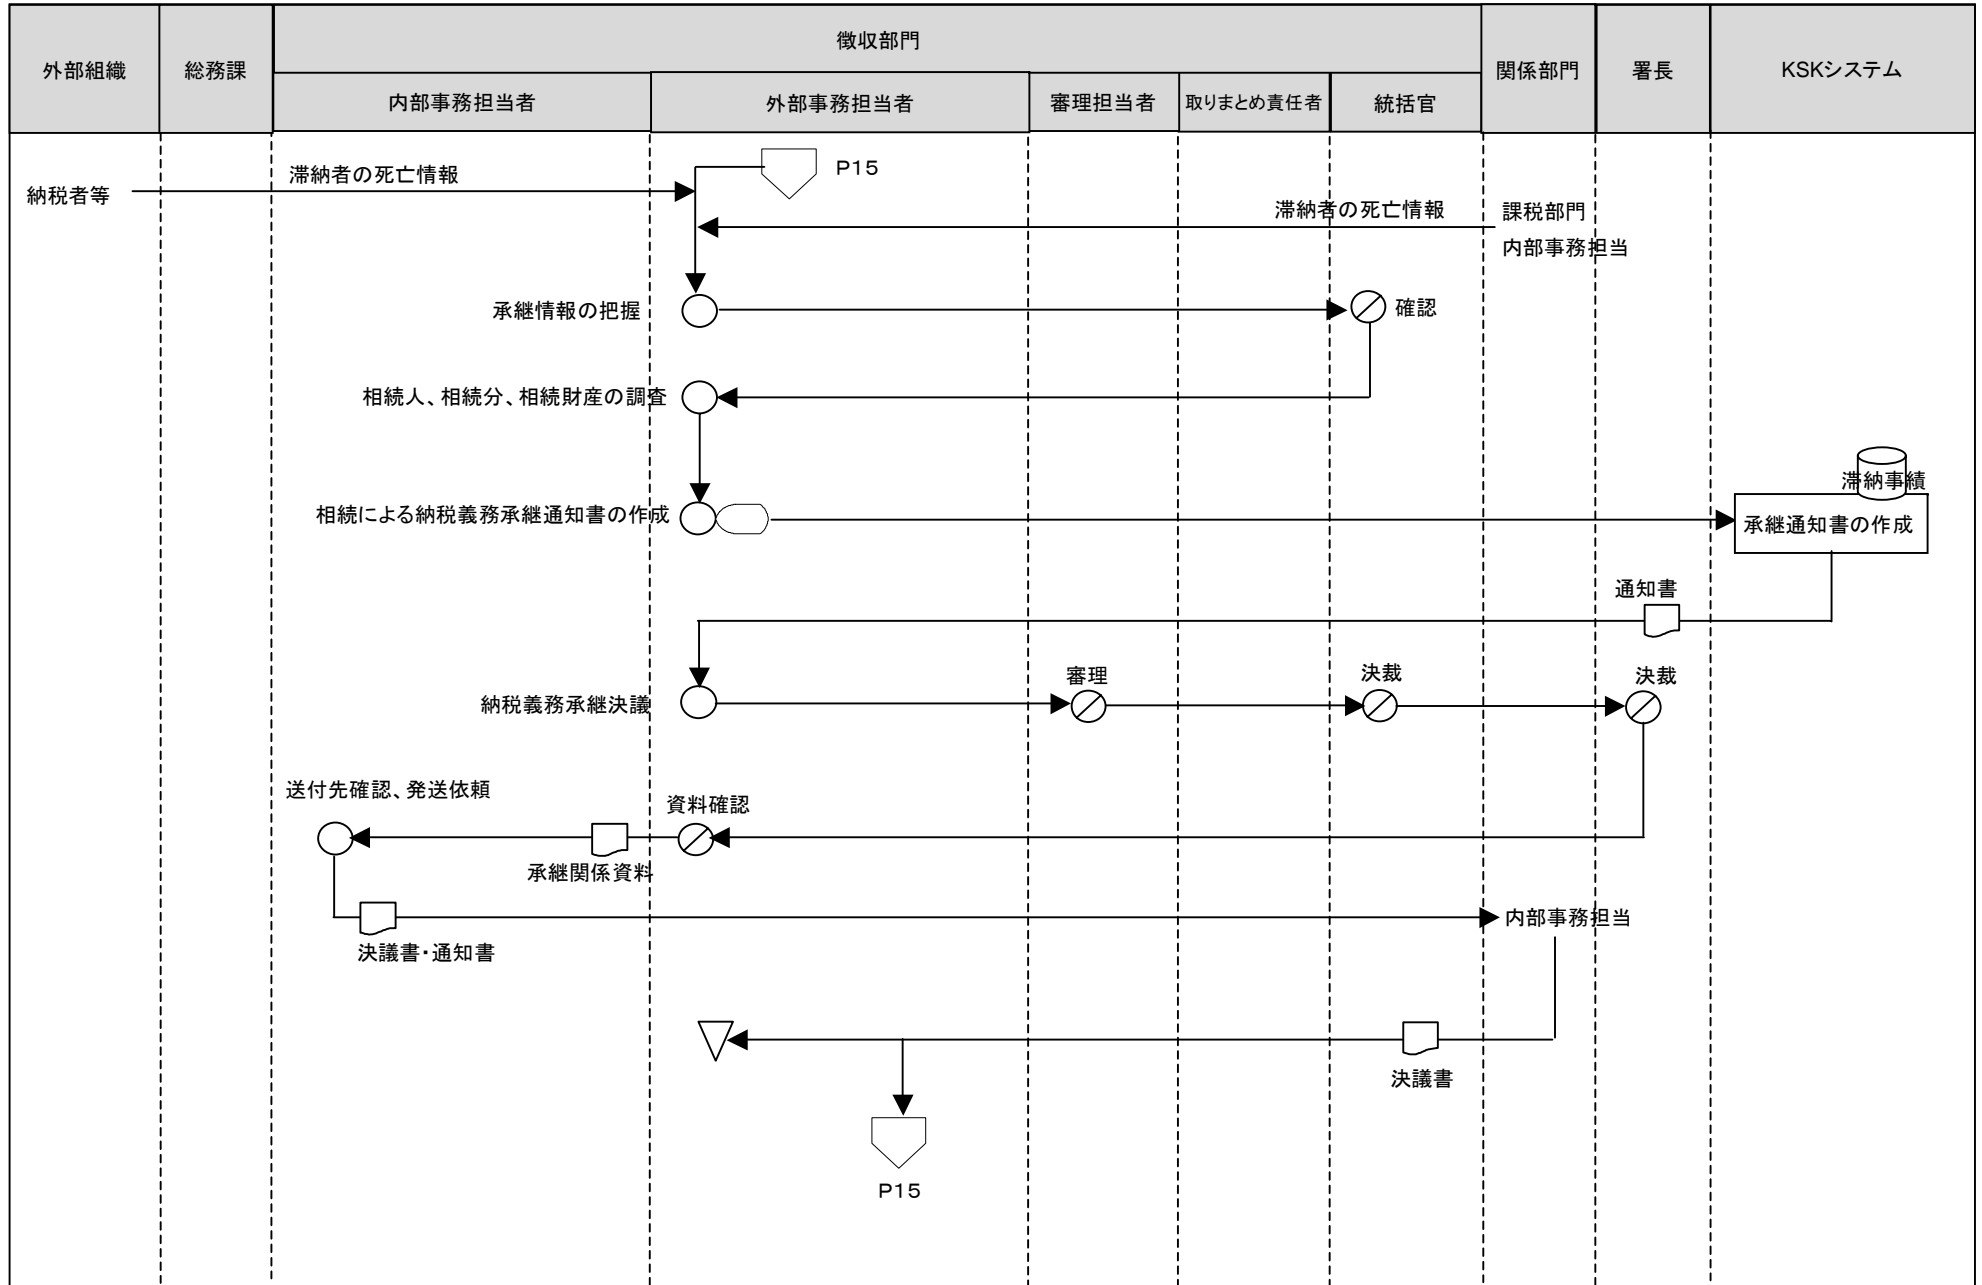 徴収部門
外部組織
総務課
関係部門
署長
KSKシステム
内部事務担当者
外部事務担当者
審理担当者
取りまとめ責任者
統括官
P15
滞納者の死亡情報
納税者等
滞納者の死亡情報
課税部門
内部事務担当
承継情報の把握
確認
相続人、相続分、相続財産の調査
滞納事績
相続による納税義務承継通知書の作成
承継通知書の作成
通知書
審理
決裁
決裁
納税義務承継決議
送付先確認、発送依頼
資料確認
承継関係資料
内部事務担当
決議書・通知書
決議書
P15